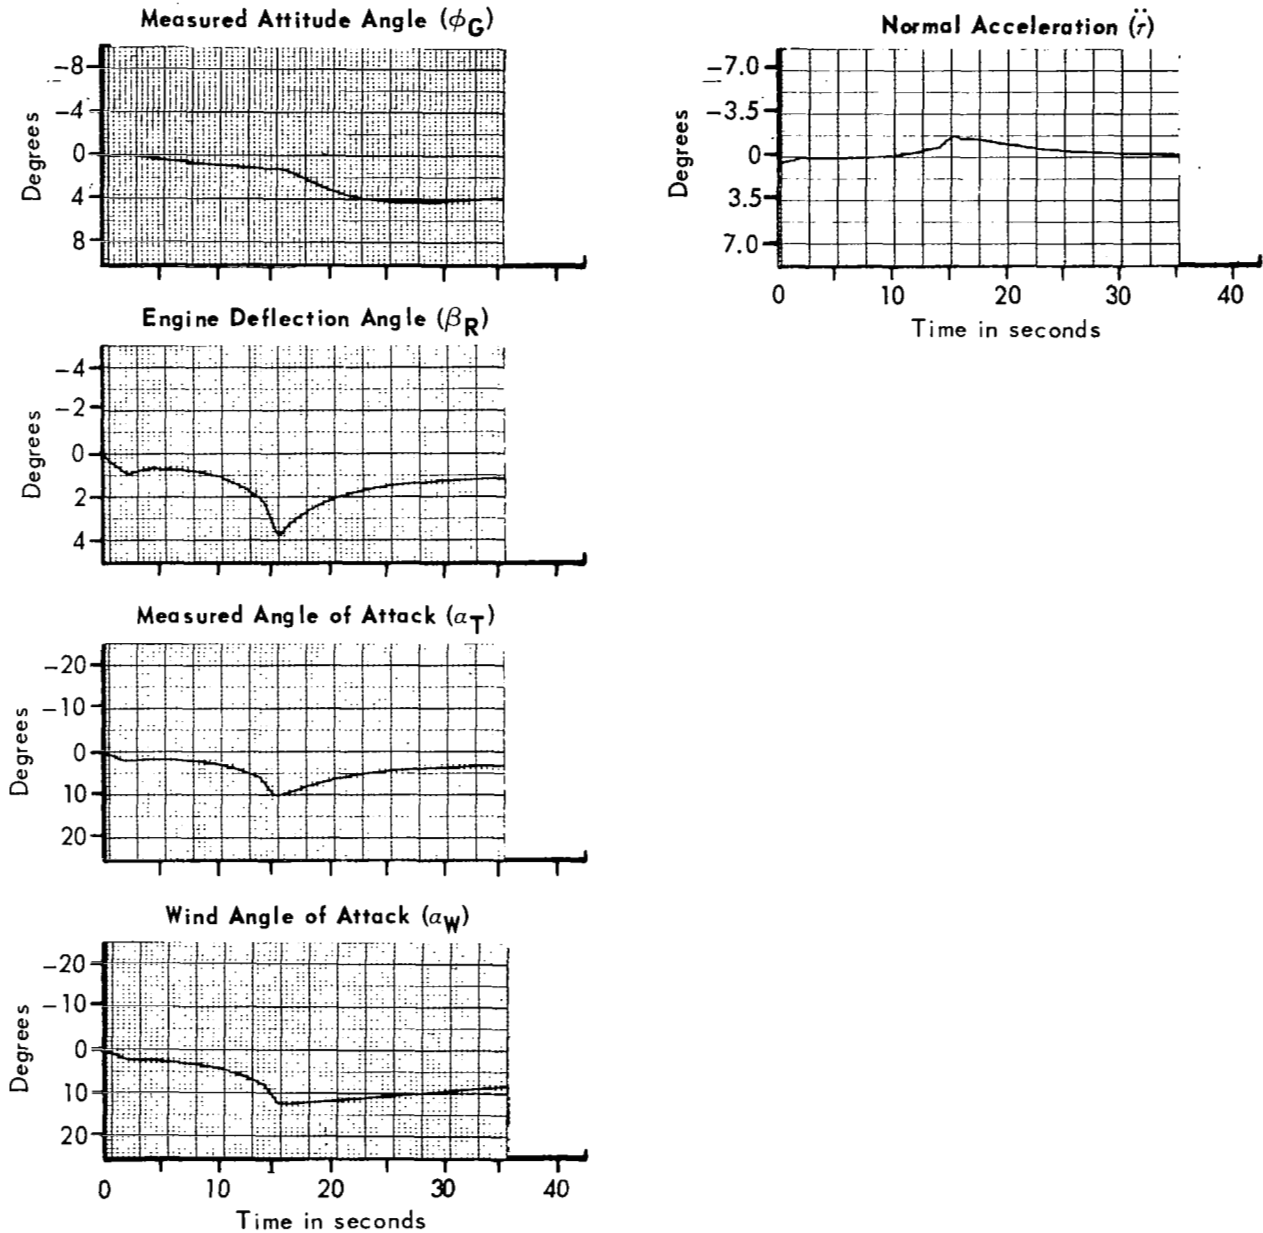 Measured Attitude Angle (ϕG)
-8
-4
0
4
8
Degrees
Engine Deflection Angle (βR)
-4
-2
0
2
4
Degrees
Measured Angle of Attack (αT)
-20
-10
0
10
20
Degrees
Wind Angle of Attack (αW)
-20
-10
0
10
20
Degrees
0 10 20 30 40
Time in seconds
Normal Acceleration (r̈)
-7.0
-3.5
0
3.5
7.0
Degrees
0 10 20 30 40
Time in seconds